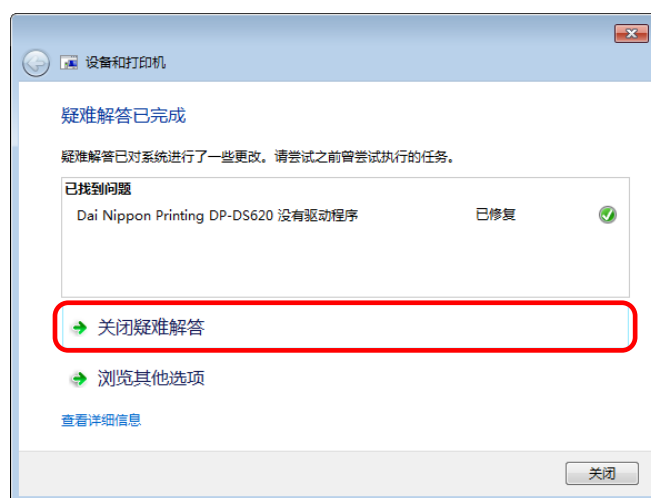 设备和打印机
疑难解答已完成
疑难解答已对系统进行了一些更改。请尝试之前曾尝试执行的任务。
已找到问题
Dai Nippon Printing DP-DS620 没有驱动程序 已修复
关闭疑难解答
浏览其他选项
查看详细信息
关闭